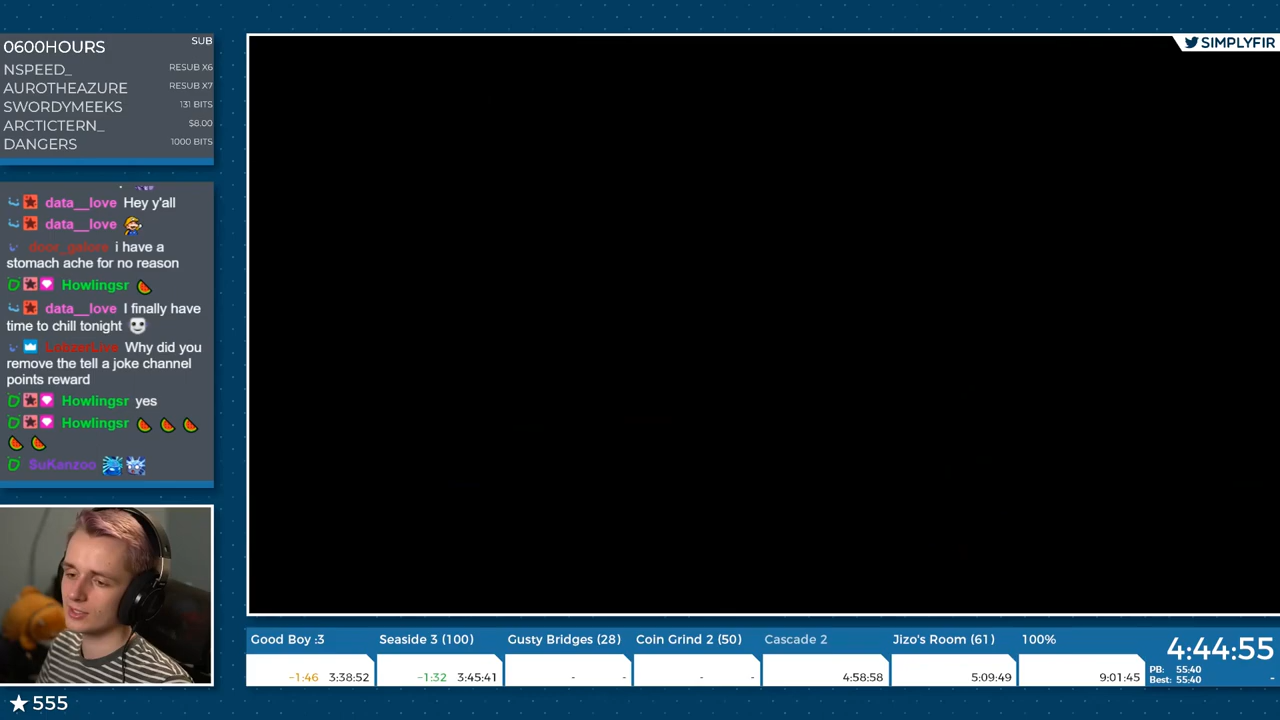 0600HOURS SUB
NSPEED_ RESUB X6
AUROTHEAZURE RESUB X7
SWORDYMEEKS 131 BITS
ARCTICTERN_ $8.00
DANGERS 1000 BITS
SIMPLYFIR
data__love Hey y'all
data__love
door_galore i have a
stomach ache for no reason
Howlingsr
data__love I finally have
time to chill tonight
LobzerLive Why did you
remove the tell a joke channel
points reward
Howlingsr yes
Howlingsr
SuKanzoo
Good Boy :3 Seaside 3 (100) Gusty Bridges (28) Coin Grind 2 (50) Cascade 2 Jizo's Room (61) 100%
4:44:55
−1:46 3:38:52 −1:32 3:45:41 - - - - 4:58:58 5:09:49 9:01:45
PB: 55:40
Best: 55:40 -
★ 555